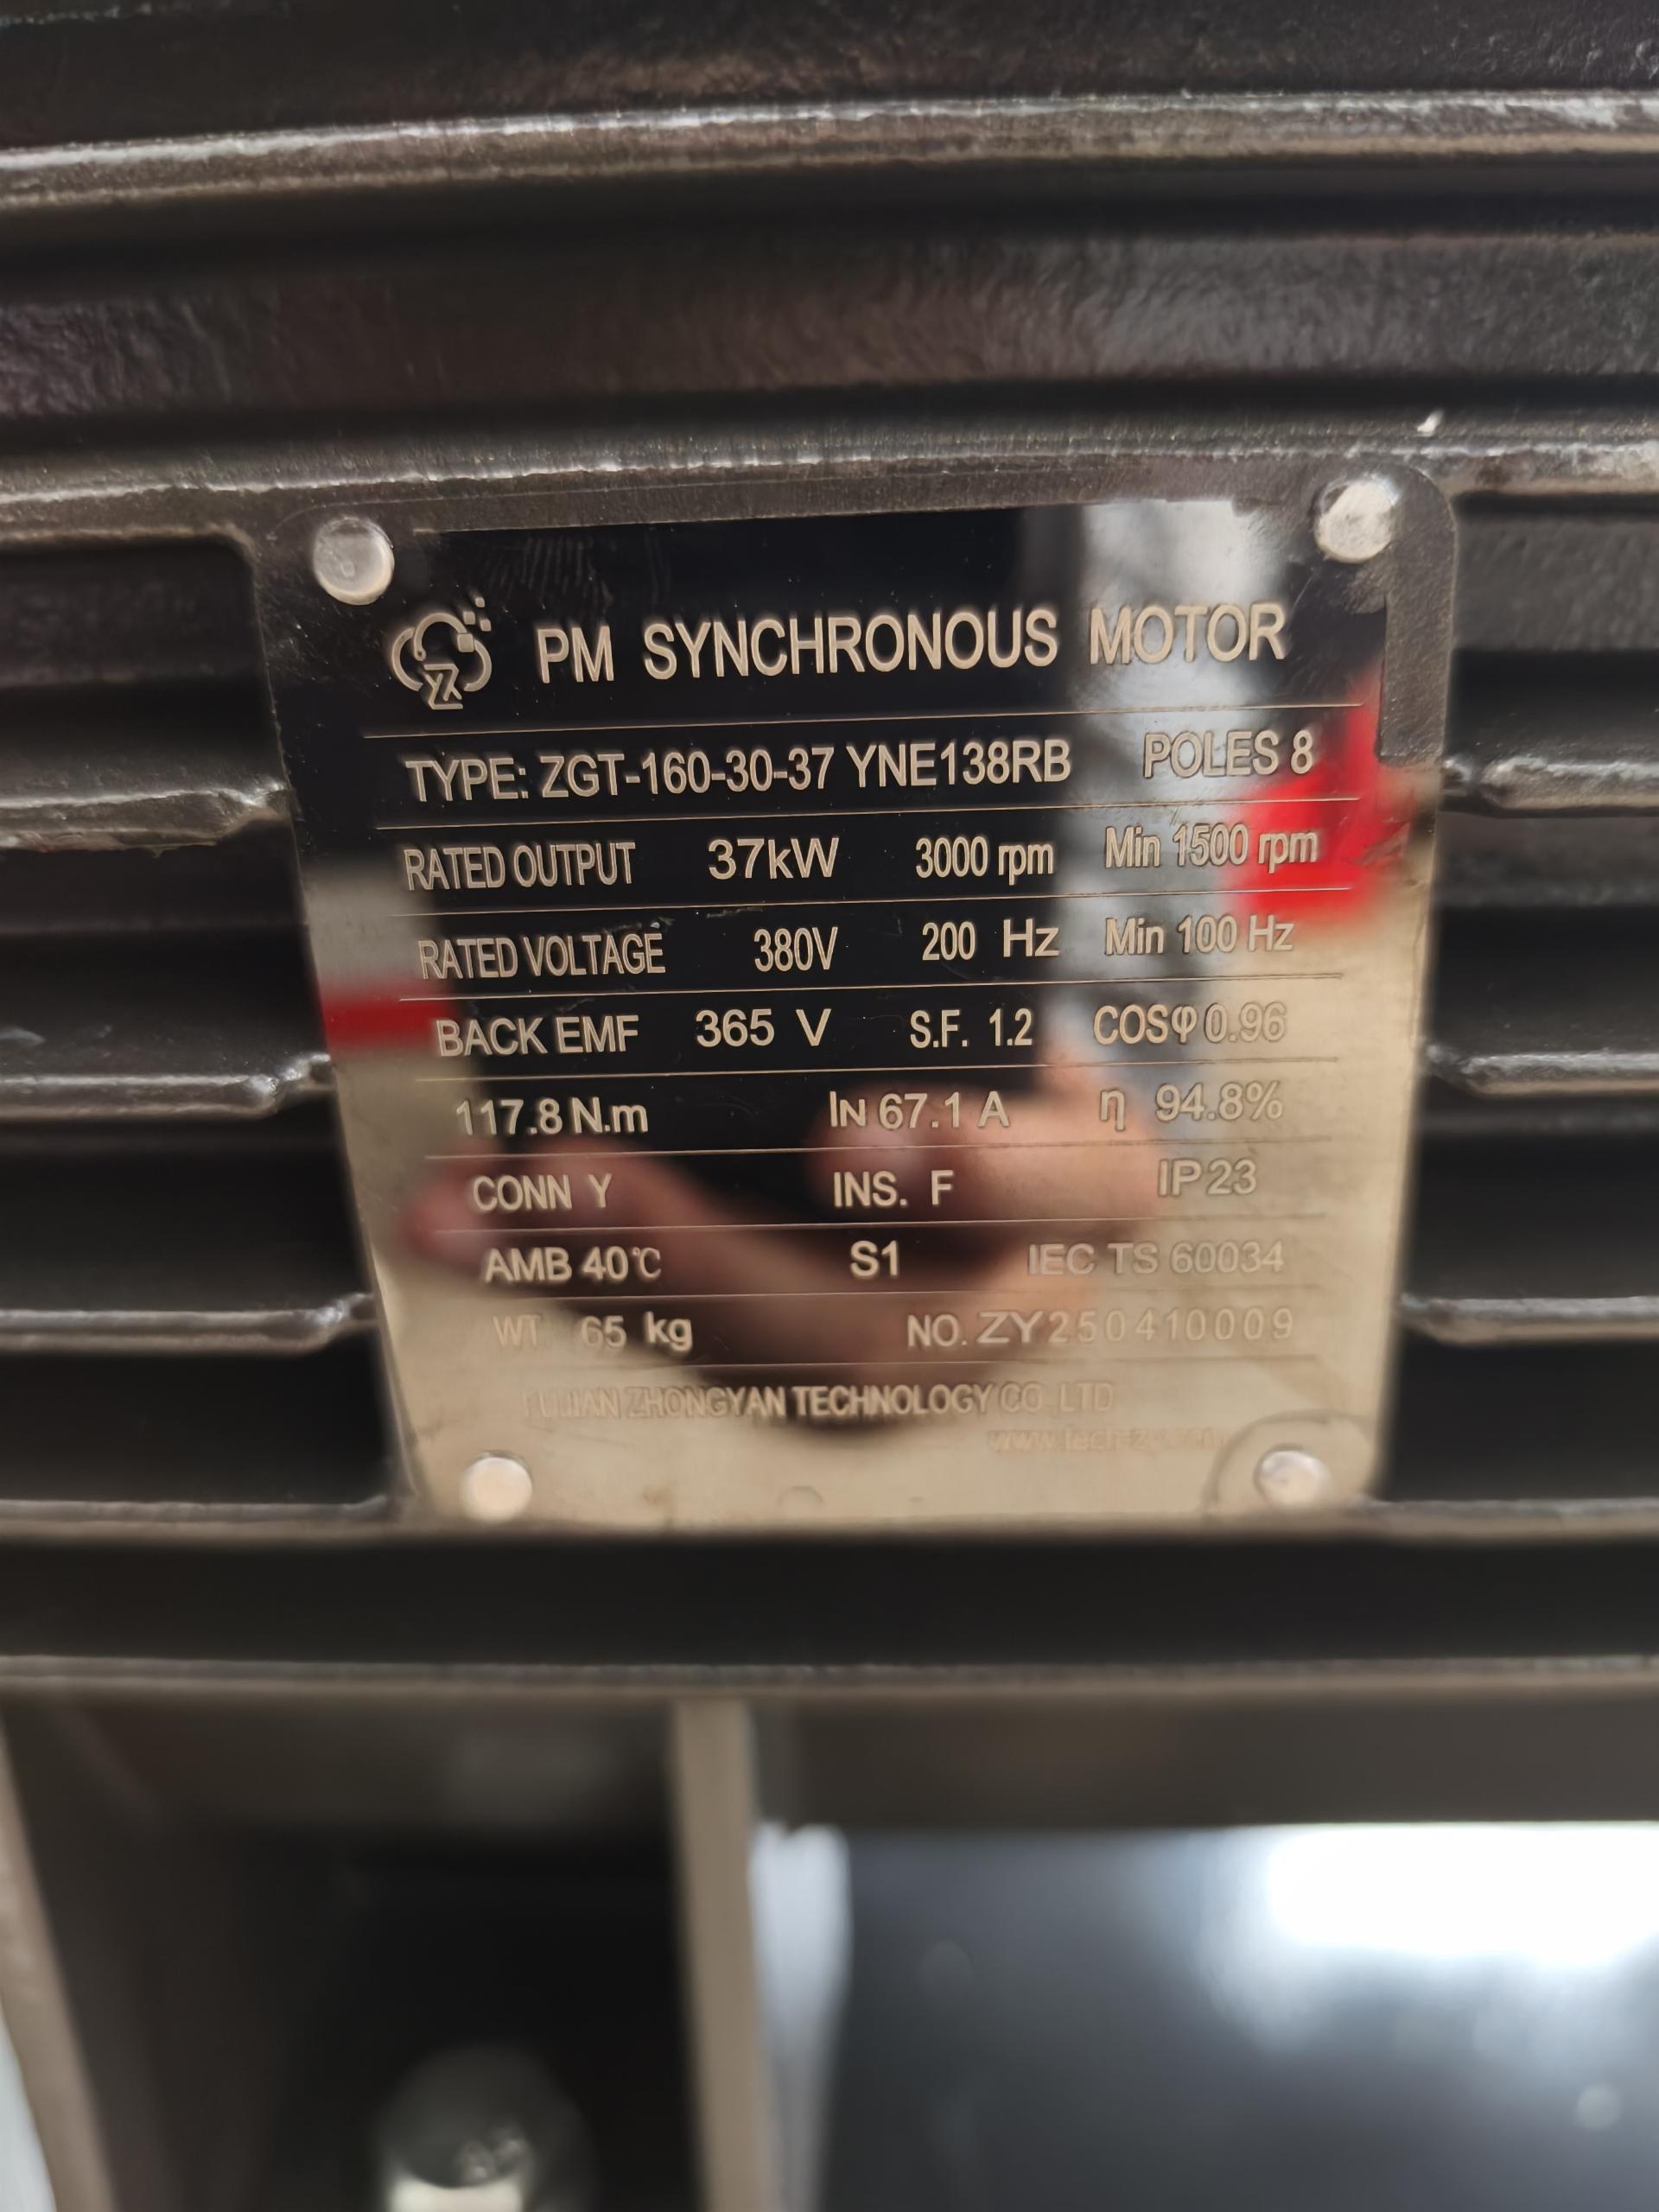 PM SYNCHRONOUS MOTOR
TYPE: ZGT-160-30-37 YNE138RB POLES 8
RATED OUTPUT 37kW 3000 rpm Min 1500 rpm
RATED VOLTAGE 380V 200 Hz Min 100 Hz
BACK EMF 365 V S.F. 1.2 COSφ 0.96
117.8 N.m IN 67.1 A η 94.8%
CONN Y INS. F IP23
AMB 40℃ S1 IEC TS 60034
WT 65 kg NO. ZY250410009
FUJIAN ZHONGYAN TECHNOLOGY CO LTD